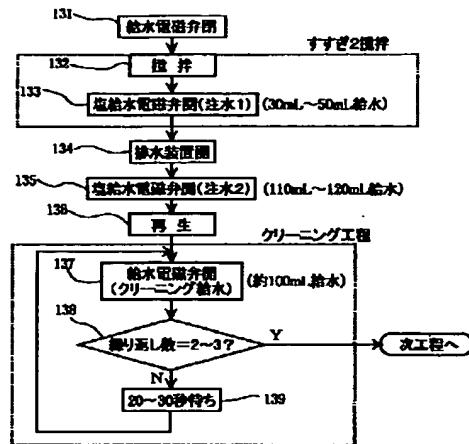 131
給水電磁弁閉
すすぎ2攪拌
132
攪 拌
133
塩給水電磁弁開(注水1)
(30mL~50mL給水)
134
排水装置開
135
塩給水電磁弁開(注水2)
(110mL~120mL給水)
136
再 生
クリーニング工程
137
給水電磁弁開
(クリーニング給水)
(約100mL給水)
138
繰り返し数=2~3?
Y
次工程へ
N
20~30秒待ち
139